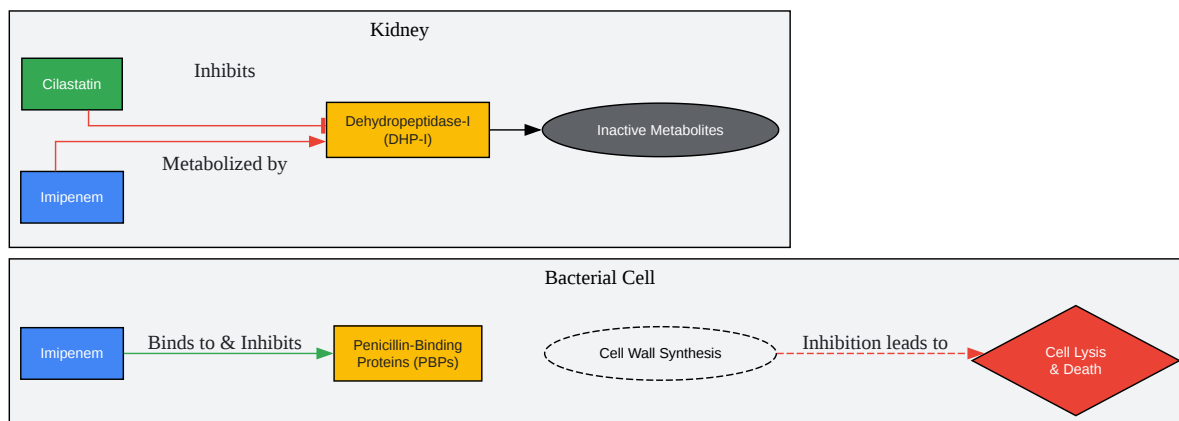 Kidney
Cilastatin
Inhibits
Dehydropeptidase-I
(DHP-I)
Inactive Metabolites
Metabolized by
Imipenem
Bacterial Cell
Imipenem
Binds to & Inhibits
Penicillin-Binding
Proteins (PBPs)
Cell Wall Synthesis
Inhibition leads to
Cell Lysis
& Death